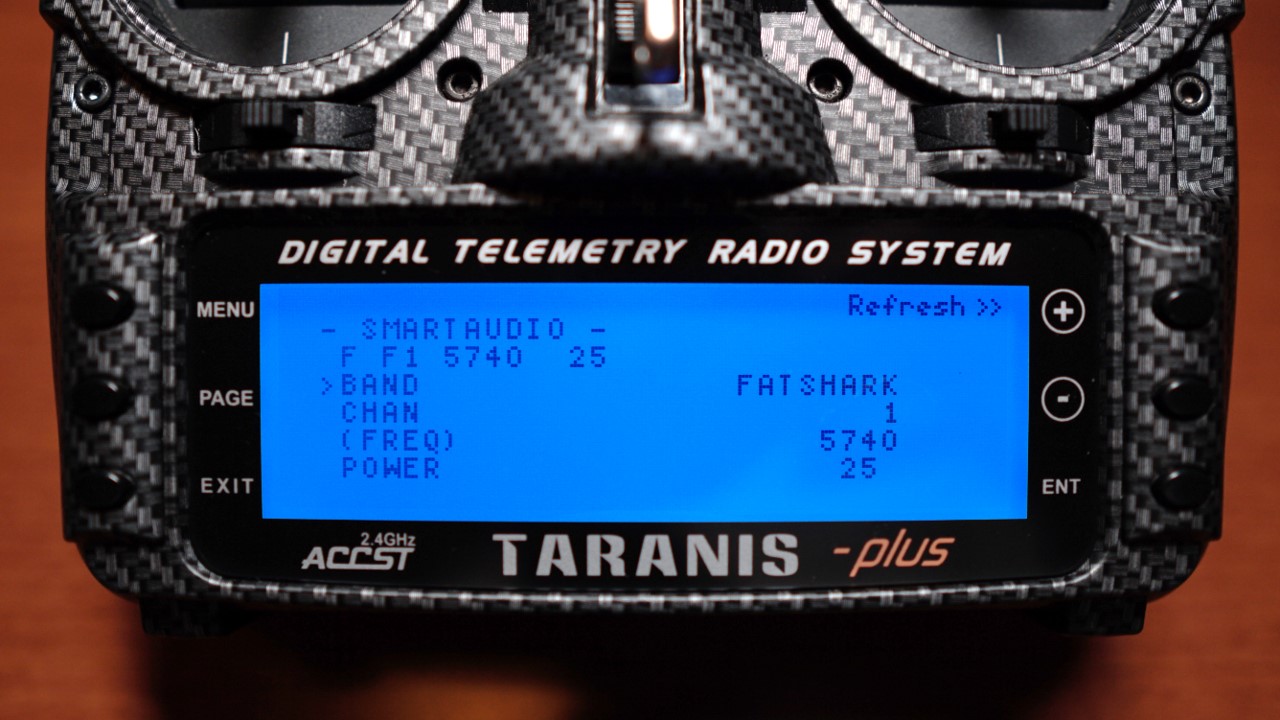 DIGITAL TELEMETRY RADIO SYSTEM
MENU
PAGE
EXIT
Refresh >>
- SMARTAUDIO -
F F1 5740 25
>BAND FATSHARK
CHAN 1
(FREQ) 5740
POWER 25
+
-
ENT
2.4GHz
ACCST
TARANIS -plus